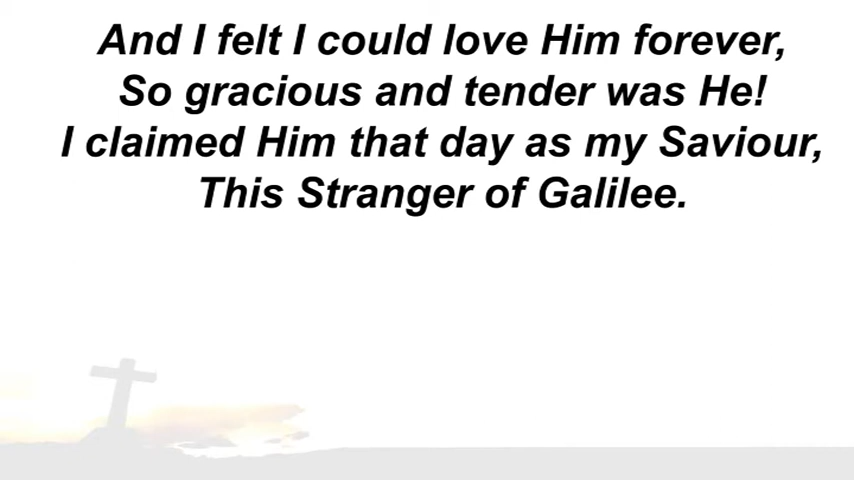 And I felt I could love Him forever,
So gracious and tender was He!
I claimed Him that day as my Saviour,
This Stranger of Galilee.